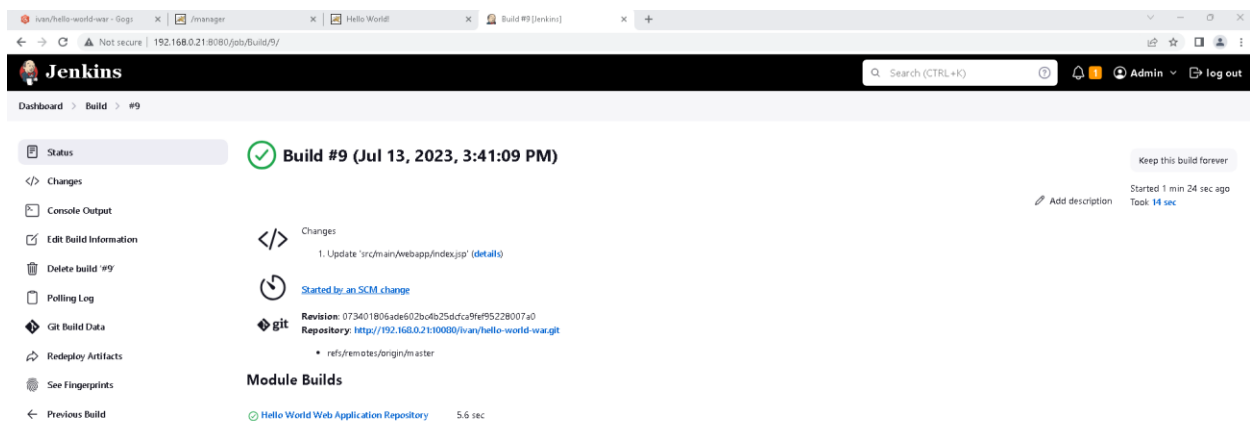 ivan/hello-world-war - Gogs
/manager
Hello World!
Build #9 [Jenkins]
Not secure | 192.168.0.21:8080/job/Build/9/
Jenkins
Search (CTRL+K)
1
Admin
log out
Dashboard > Build > #9
Status
Build #9 (Jul 13, 2023, 3:41:09 PM)
Keep this build forever
Changes
Started 1 min 24 sec ago
Add description
Took 14 sec
Console Output
Changes
Edit Build Information
1. Update 'src/main/webapp/index.jsp' (details)
Delete build '#9'
Started by an SCM change
Polling Log
Revision: 073401806ade602bc4b25dcfca9fef95228007a0
Git Build Data
git
Repository: http://192.168.0.21:10080/ivan/hello-world-war.git
refs/remotes/origin/master
Redeploy Artifacts
Module Builds
See Fingerprints
Previous Build
Hello World Web Application Repository 5.6 sec